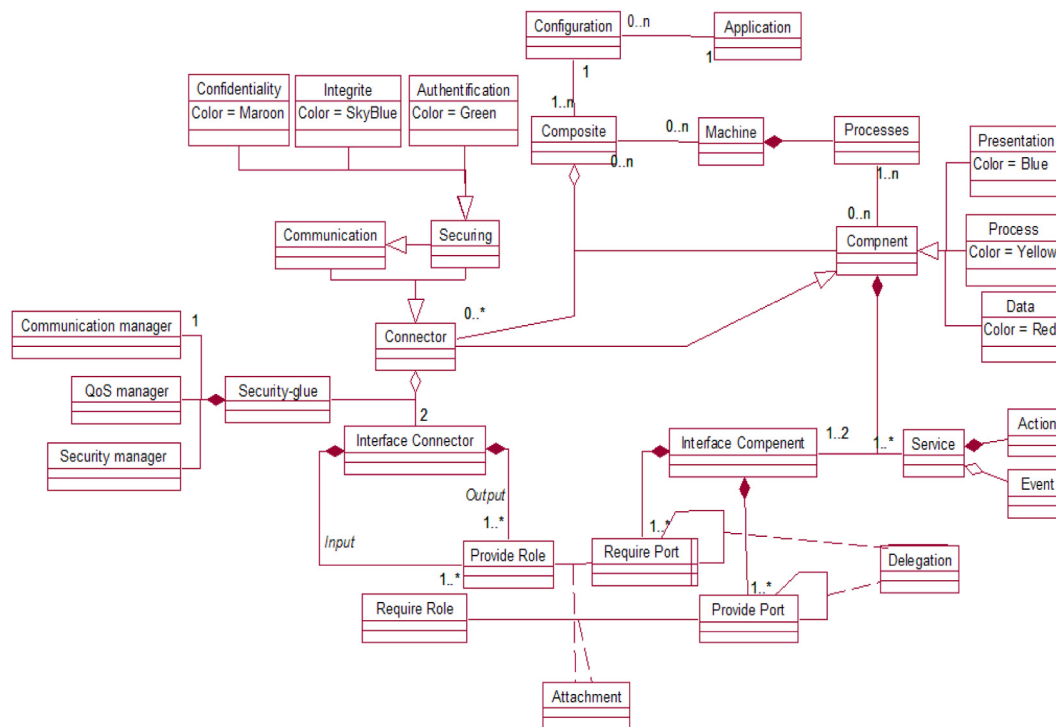 Configuration
0..n
Application
1
1
Confidentiality
Color = Maroon
Integrite
Color = SkyBlue
Authentification
Color = Green
1..n
Composite
0..n
0..n
Machine
Processes
1..n
Presentation
Color = Blue
0..n
Communication
Securing
Compnent
Process
Color = Yellow
Data
Color = Red
Communication manager
1
0..*
Connector
QoS manager
Security-glue
2
Security manager
Interface Connector
Interface Compenent
1..2
1..*
Service
Action
Event
Output
1..*
Input
1..*
Provide Role
1..*
Require Port
Delegation
Require Role
1..*
Provide Port
Attachment